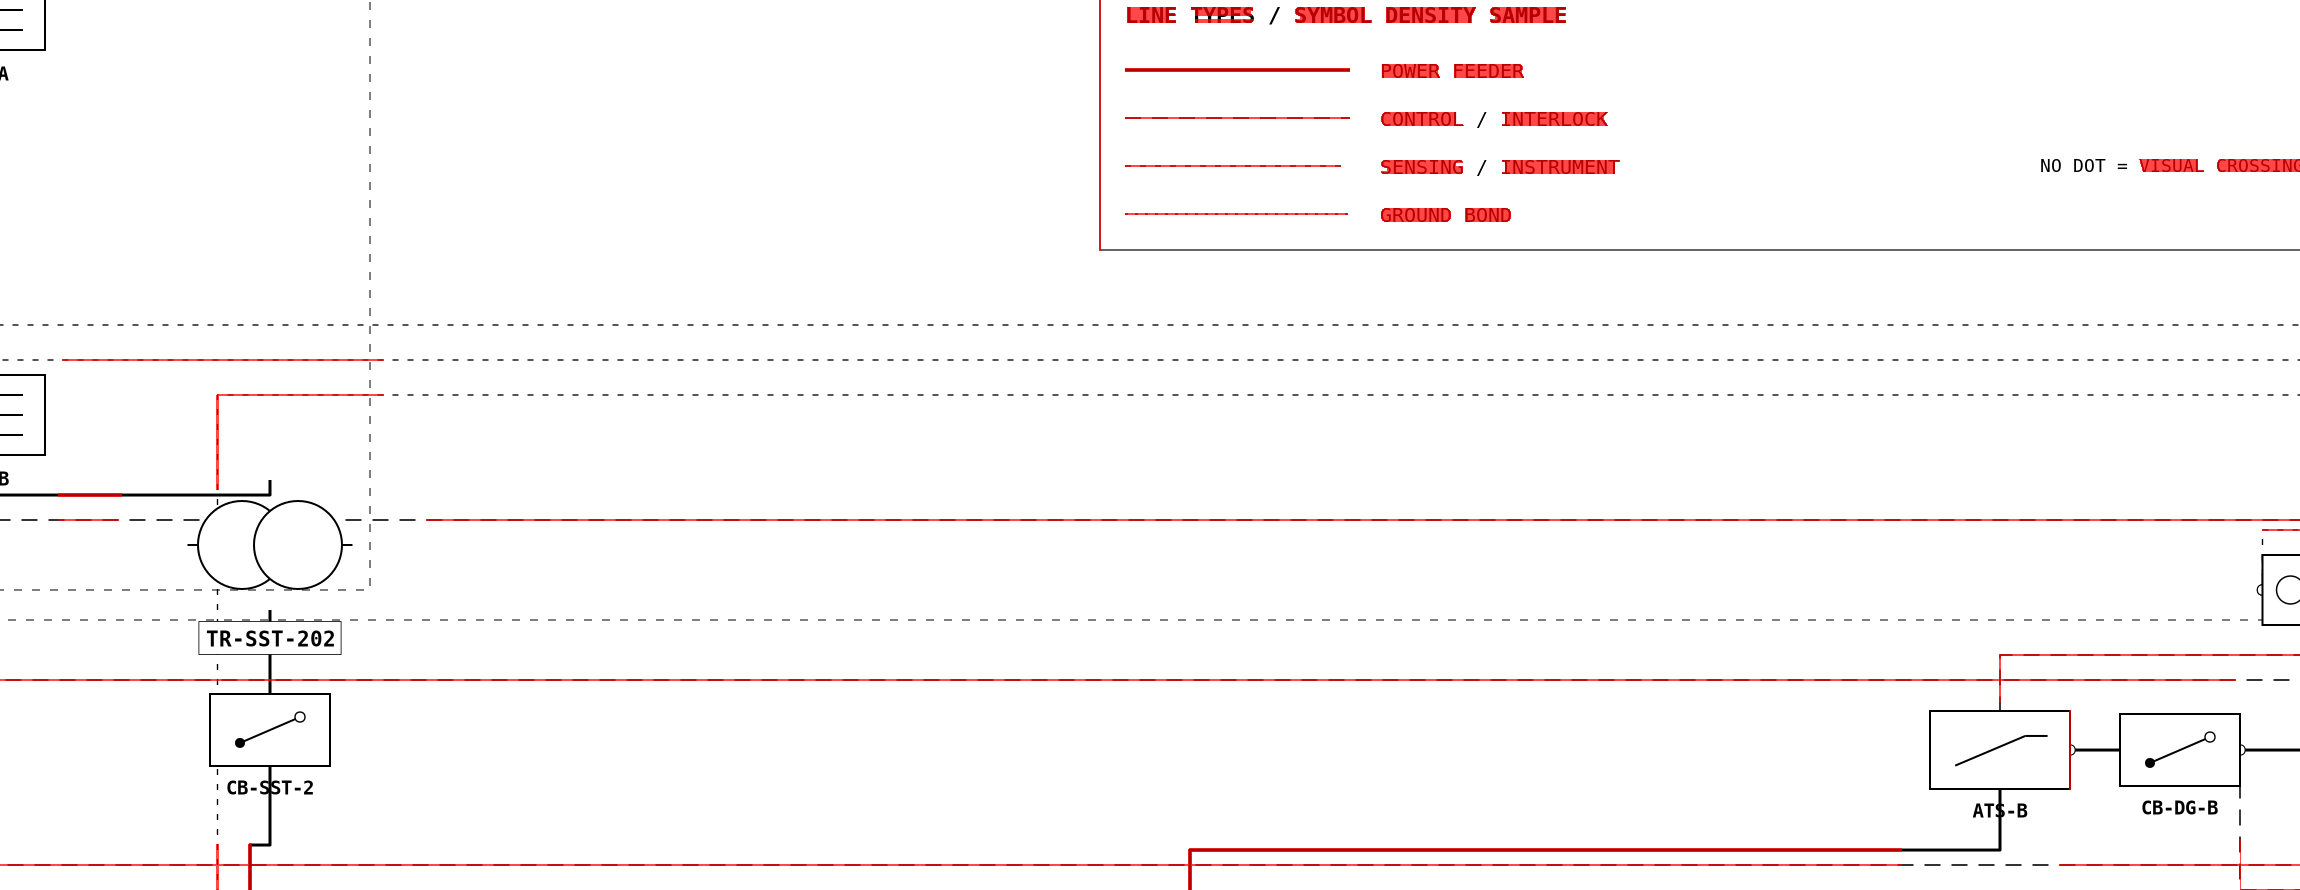 LINE TYPES / SYMBOL DENSITY SAMPLE
A
POWER FEEDER
CONTROL / INTERLOCK
SENSING / INSTRUMENT
NO DOT = VISUAL CROSSING
GROUND BOND
B
TR-SST-202
CB-SST-2
ATS-B
CB-DG-B